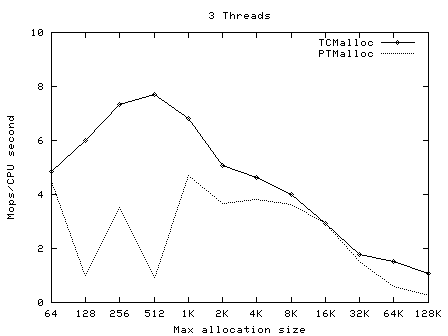 3 Threads
TCMalloc
PTMalloc
10
8
6
4
2
0
Mops/CPU second
64 128 256 512 1K 2K 4K 8K 16K 32K 64K 128K
Max allocation size